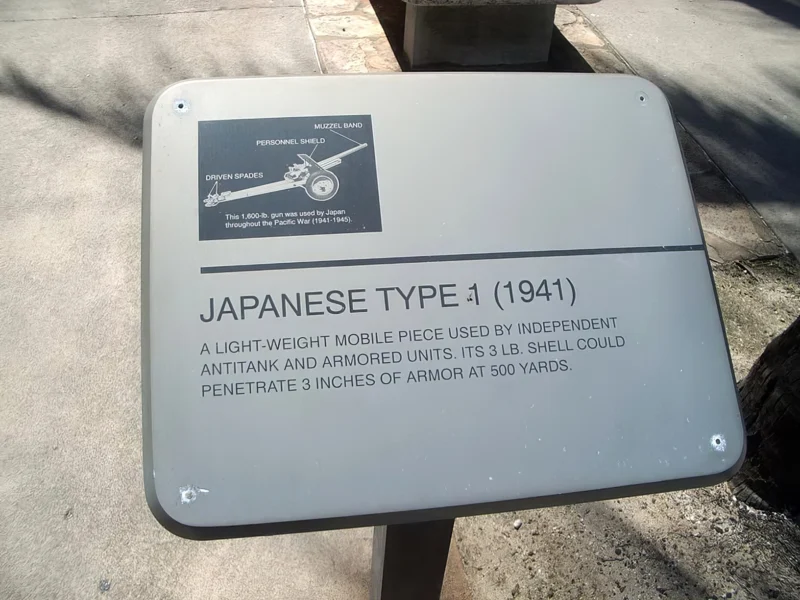 MUZZEL BAND
PERSONNEL SHIELD
DRIVEN SPADES
This 1,600-lb. gun was used by Japan
throughout the Pacific War (1941-1945).
JAPANESE TYPE 1 (1941)
A LIGHT-WEIGHT MOBILE PIECE USED BY INDEPENDENT
ANTITANK AND ARMORED UNITS. ITS 3 LB. SHELL COULD
PENETRATE 3 INCHES OF ARMOR AT 500 YARDS.